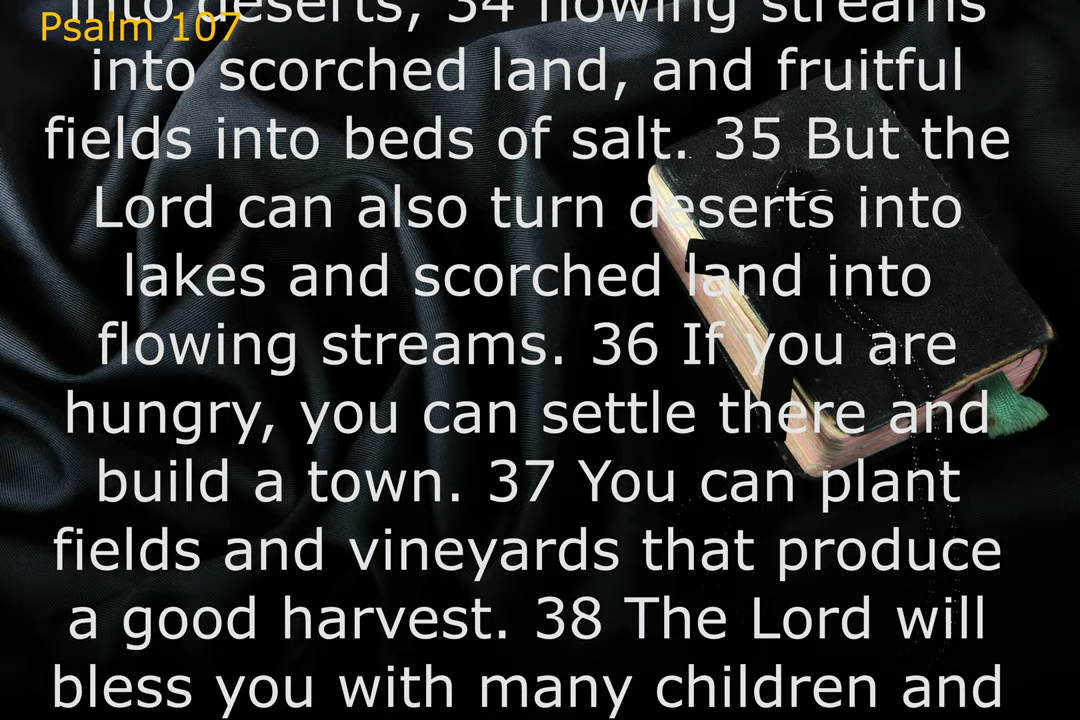 into deserts, 34 flowing streams
Psalm 107
into scorched land, and fruitful
fields into beds of salt. 35 But the
Lord can also turn deserts into
lakes and scorched land into
flowing streams. 36 If you are
hungry, you can settle there and
build a town. 37 You can plant
fields and vineyards that produce
a good harvest. 38 The Lord will
bless you with many children and